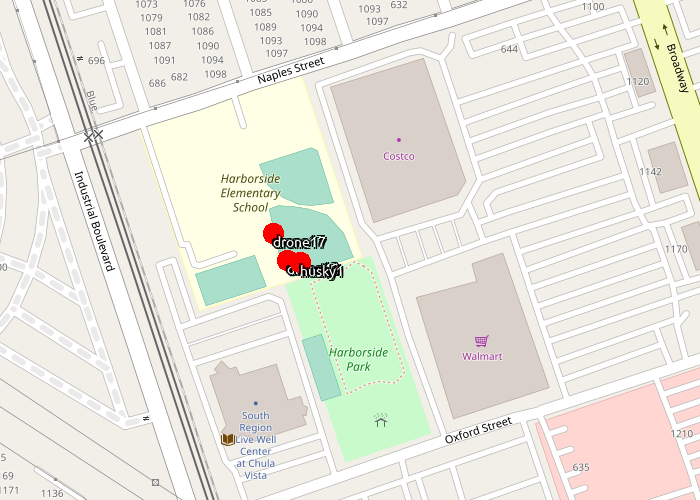 1073
1079
1081
1087
1091
686
682
1076
1082
1086
1090
1094
1098
1085
1089
1093
1097
1090
1094
1098
1093
1097
632
1100
644
696
Naples Street
Blue
Broadway
1120
Costco
1142
Harborside
Elementary
School
Industrial Boulevard
drone17
husky1
1170
Walmart
Harborside
Park
South
Region
Live Well
Center
at Chula
Vista
Oxford Street
1210
635
1136
1171